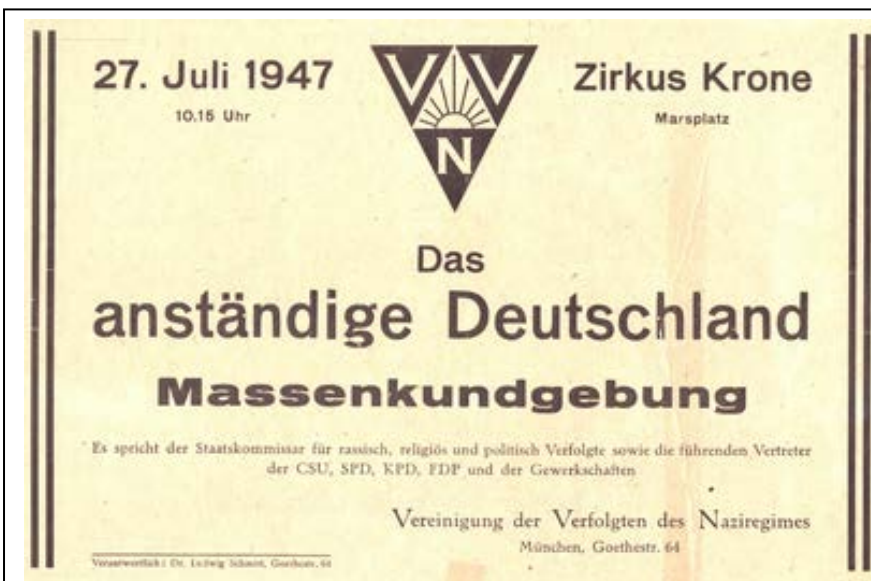 27. Juli 1947
10.15 Uhr
V V
N
Zirkus Krone
Marsplatz
Das
anständige Deutschland
Massenkundgebung
Es spricht der Staatskommissar für rassisch, religiös und politisch Verfolgte sowie die führenden Vertreter
der CSU, SPD, KPD, FDP und der Gewerkschaften
Vereinigung der Verfolgten des Naziregimes
München, Goethestr. 64
Verantwortlich: Dr. Ludwig Schmitt, Goethestr. 64